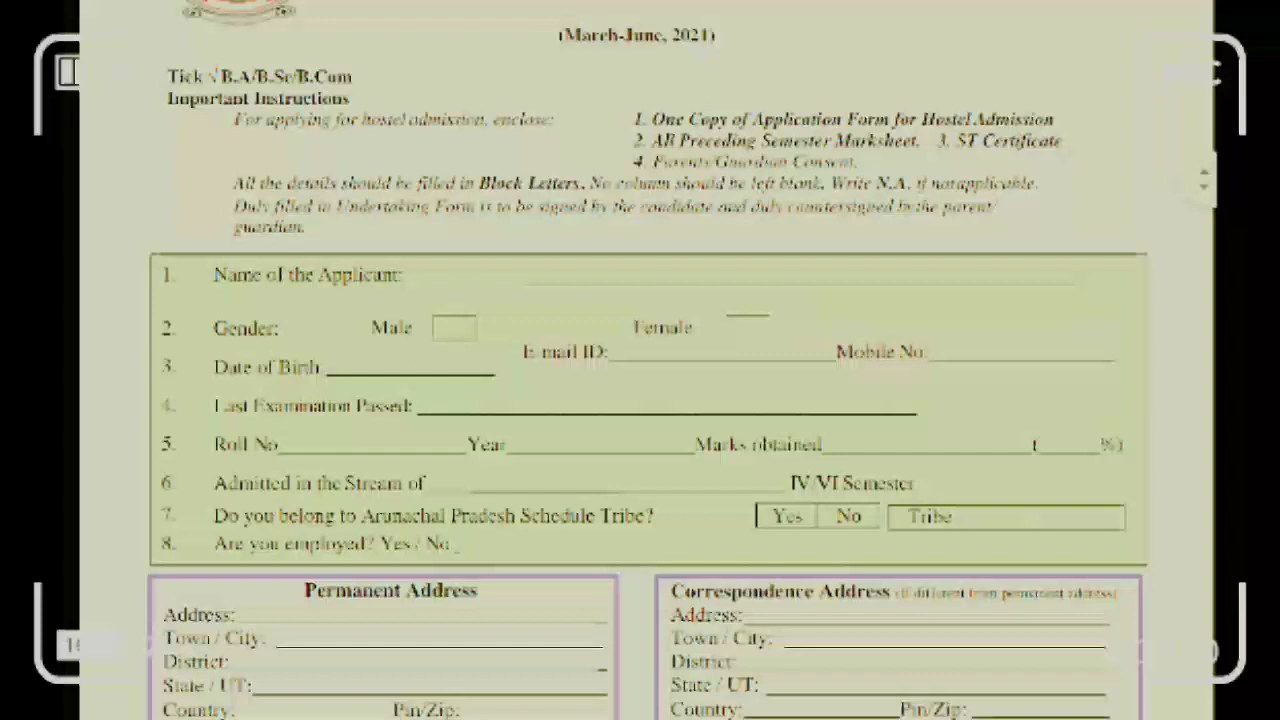 (March-June, 2021)
Tick √ B.A/B.Sc/B.Com
Important Instructions
For applying for hostel admission, enclose: 1. One Copy of Application Form for Hostel Admission
2. All Preceding Semester Marksheet. 3. ST Certificate
4. Parents/Guardian Consent.
All the details should be filled in Block Letters. No column should be left blank. Write N.A. if not applicable.
Duly filled in Undertaking Form is to be signed by the candidate and duly countersigned by the parent/
guardian.
1. Name of the Applicant:
2. Gender: Male Female
3. Date of Birth E-mail ID: Mobile No.
4. Last Examination Passed:
5. Roll No Year Marks obtained ( %)
6. Admitted in the Stream of IV/VI Semester
7. Do you belong to Arunachal Pradesh Schedule Tribe? Yes No Tribe
8. Are you employed? Yes / No
Permanent Address
Address:
Town / City:
District:
State / UT:
Country: Pin/Zip:
Correspondence Address (if different from permanent address)
Address:
Town / City:
District:
State / UT:
Country: Pin/Zip: